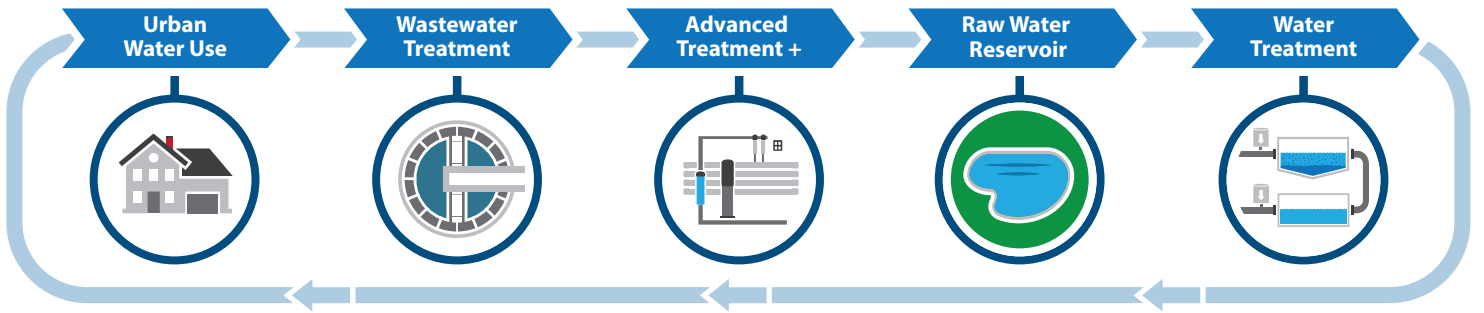 Urban
Water Use
Wastewater
Treatment
Advanced
Treatment +
Raw Water
Reservoir
Water
Treatment